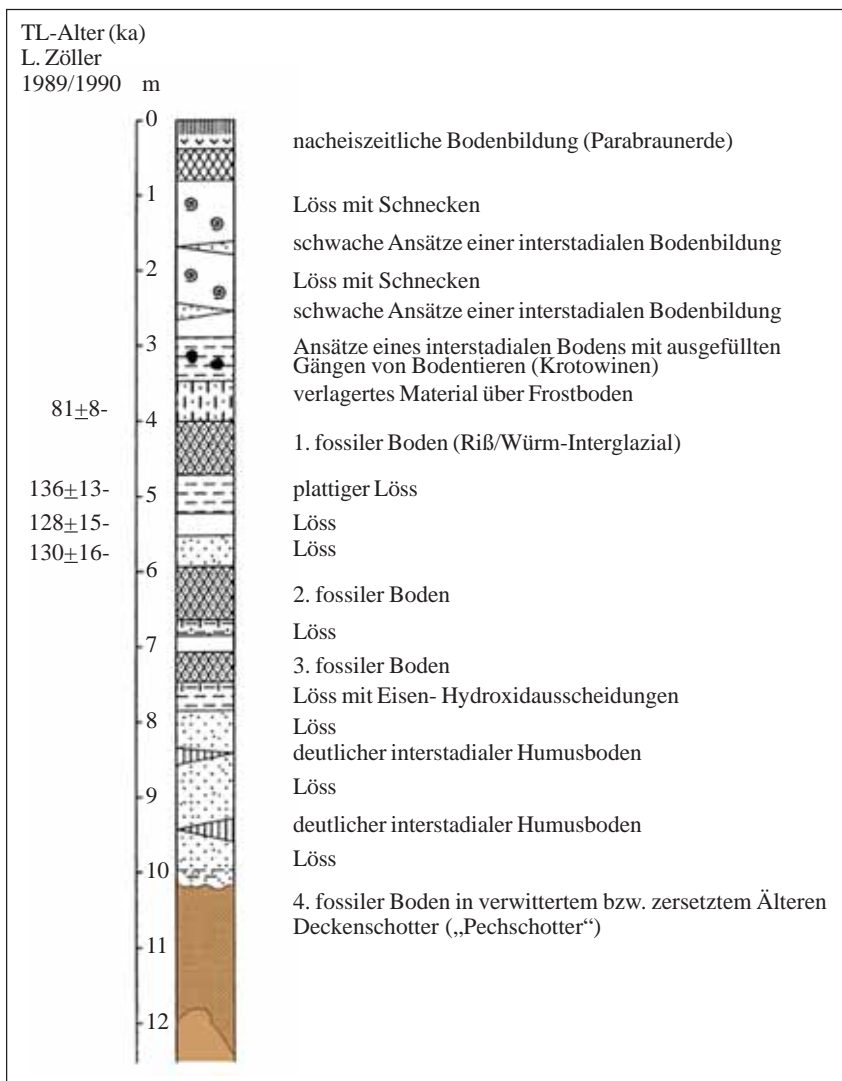 TL-Alter (ka)
L. Zöller
1989/1990 m
0
nacheiszeitliche Bodenbildung (Parabraunerde)
1
Löss mit Schnecken
schwache Ansätze einer interstadialen Bodenbildung
2
Löss mit Schnecken
schwache Ansätze einer interstadialen Bodenbildung
3
Ansätze eines interstadialen Bodens mit ausgefüllten
Gängen von Bodentieren (Krotowinen)
verlagertes Material über Frostboden
81±8-
4
1. fossiler Boden (Riß/Würm-Interglazial)
136±13-
5
plattiger Löss
128±15-
Löss
130±16-
Löss
6
2. fossiler Boden
Löss
7
3. fossiler Boden
Löss mit Eisen- Hydroxidausscheidungen
8
Löss
deutlicher interstadialer Humusboden
9
Löss
deutlicher interstadialer Humusboden
10
Löss
4. fossiler Boden in verwittertem bzw. zersetztem Älteren
Deckenschotter („Pechschotter“)
11
12